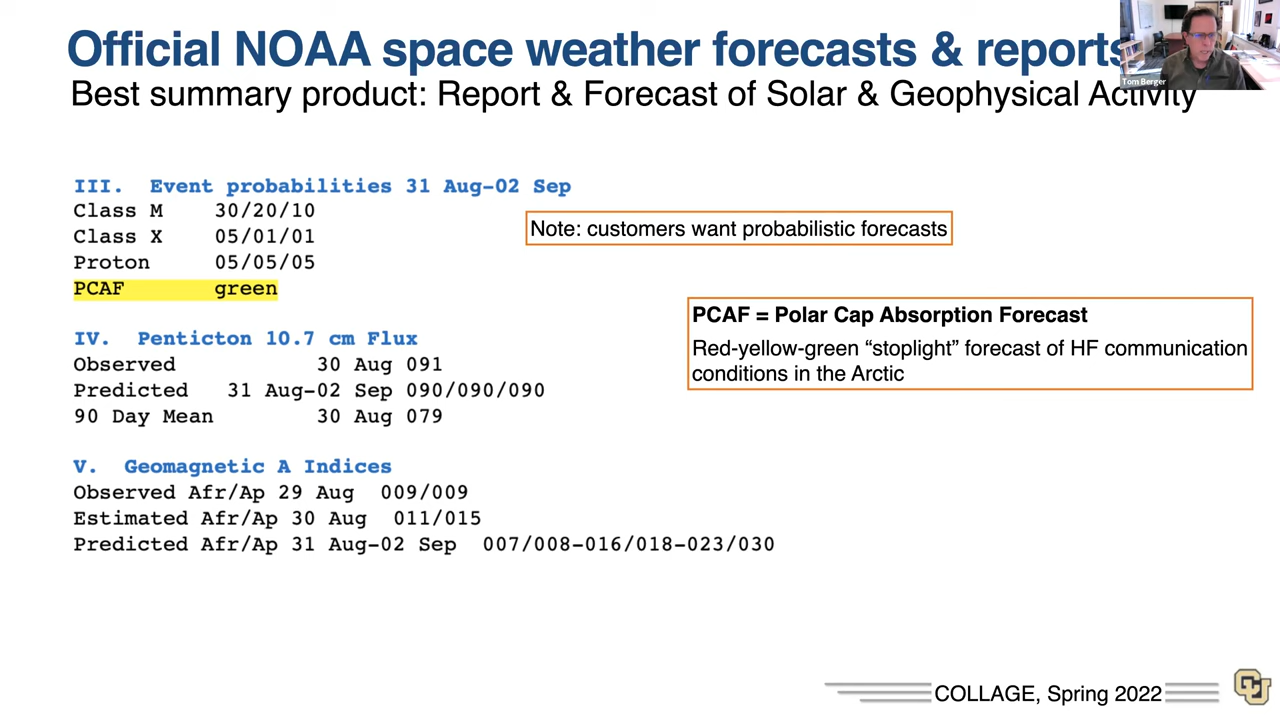 Official NOAA space weather forecasts & reports
Tom Berger
Best summary product: Report & Forecast of Solar & Geophysical Activity
III. Event probabilities 31 Aug-02 Sep
Class M 30/20/10
Class X 05/01/01
Proton 05/05/05
PCAF green
Note: customers want probabilistic forecasts
PCAF = Polar Cap Absorption Forecast
Red-yellow-green “stoplight” forecast of HF communication
conditions in the Arctic
IV. Penticton 10.7 cm Flux
Observed 30 Aug 091
Predicted 31 Aug-02 Sep 090/090/090
90 Day Mean 30 Aug 079
V. Geomagnetic A Indices
Observed Afr/Ap 29 Aug 009/009
Estimated Afr/Ap 30 Aug 011/015
Predicted Afr/Ap 31 Aug-02 Sep 007/008-016/018-023/030
COLLAGE, Spring 2022
CU